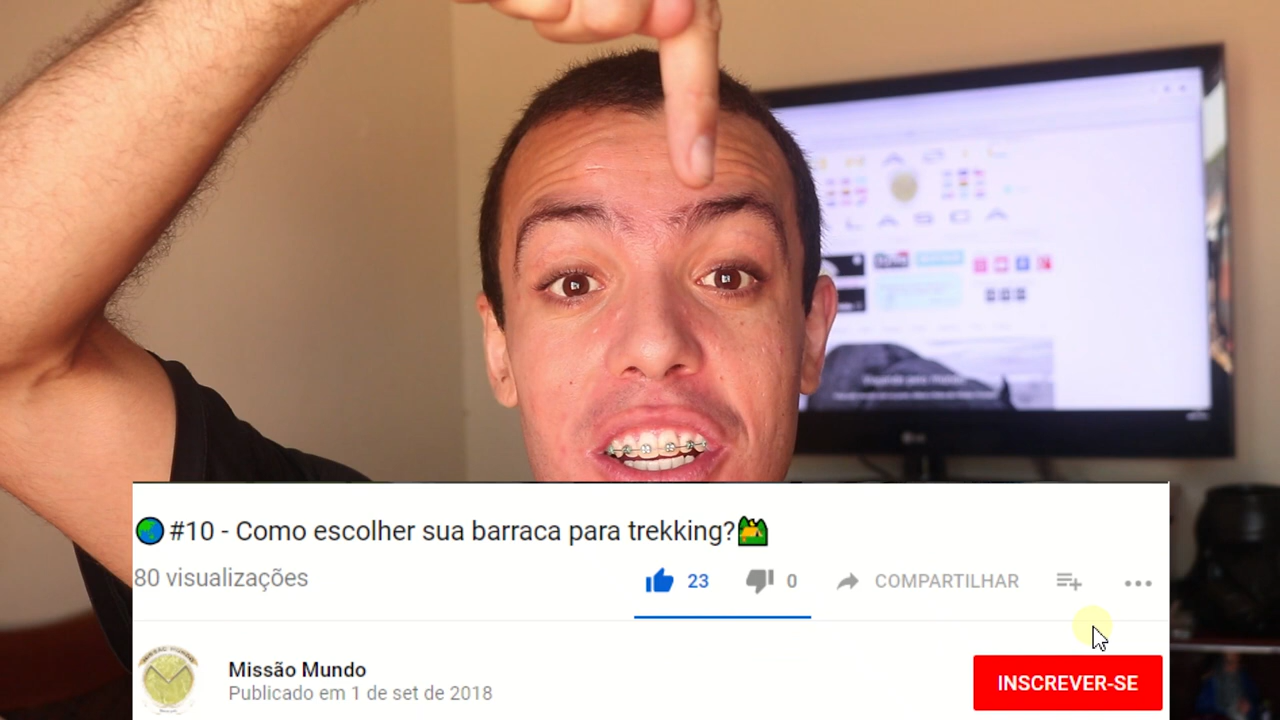 LG
#10 - Como escolher sua barraca para trekking?
80 visualizações
23
0
COMPARTILHAR
Missão Mundo
Publicado em 1 de set de 2018
INSCREVER-SE